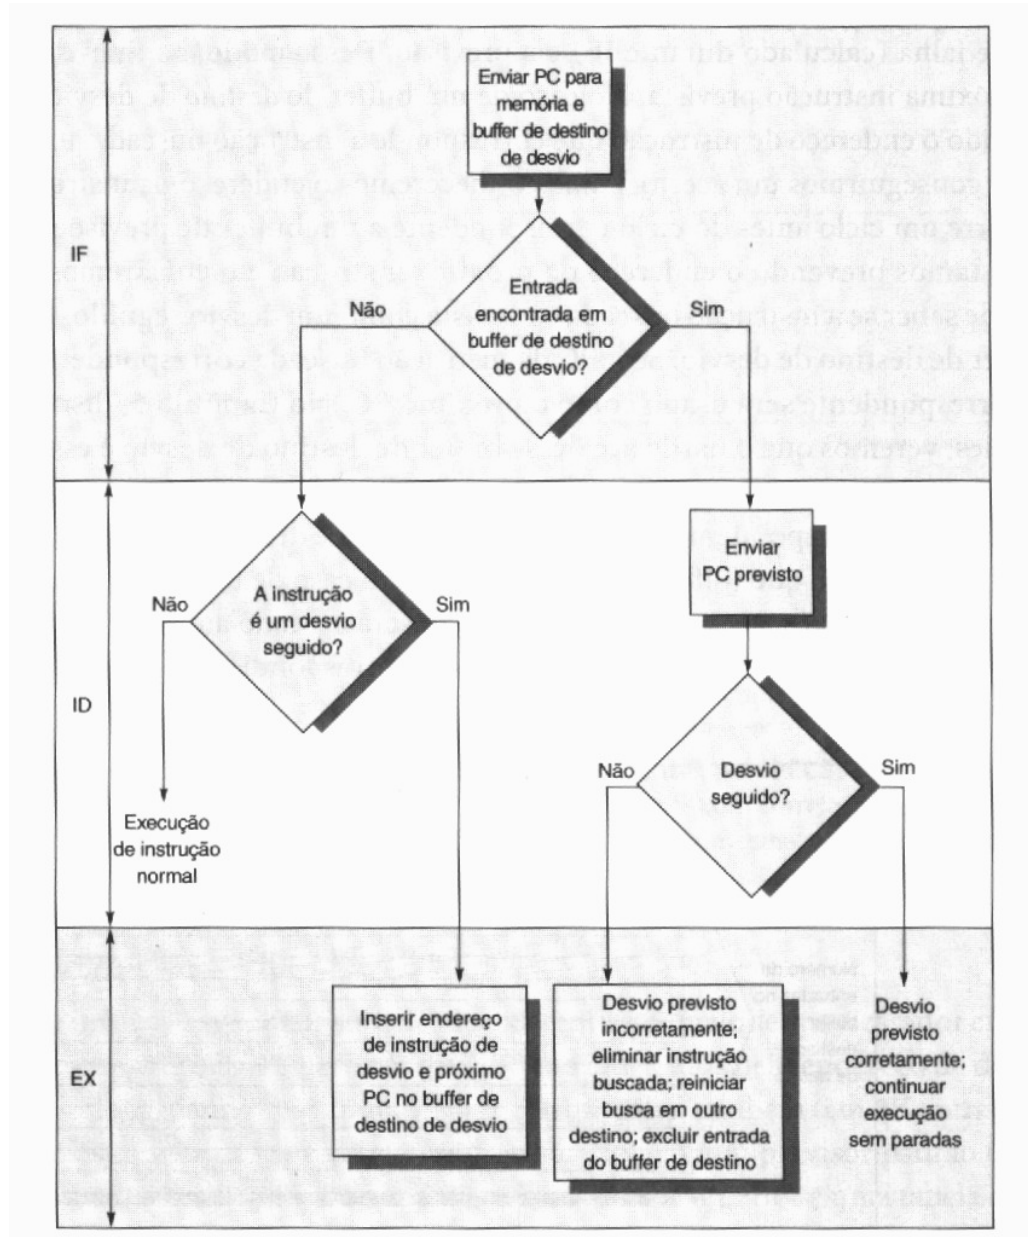 Enviar PC para
memória e
buffer de destino
de desvio
IF
Não
Entrada
encontrada em
buffer de destino
de desvio?
Sim
ID
Não
A instrução
é um desvio
seguido?
Sim
Enviar
PC previsto
Não
Desvio
seguido?
Sim
Execução
de instrução
normal
EX
Inserir endereço
de instrução de
desvio e próximo
PC no buffer de
destino de desvio
Desvio previsto
incorretamente;
eliminar instrução
buscada; reiniciar
busca em outro
destino; excluir entrada
do buffer de destino
Desvio
previsto
corretamente;
continuar
execução
sem paradas